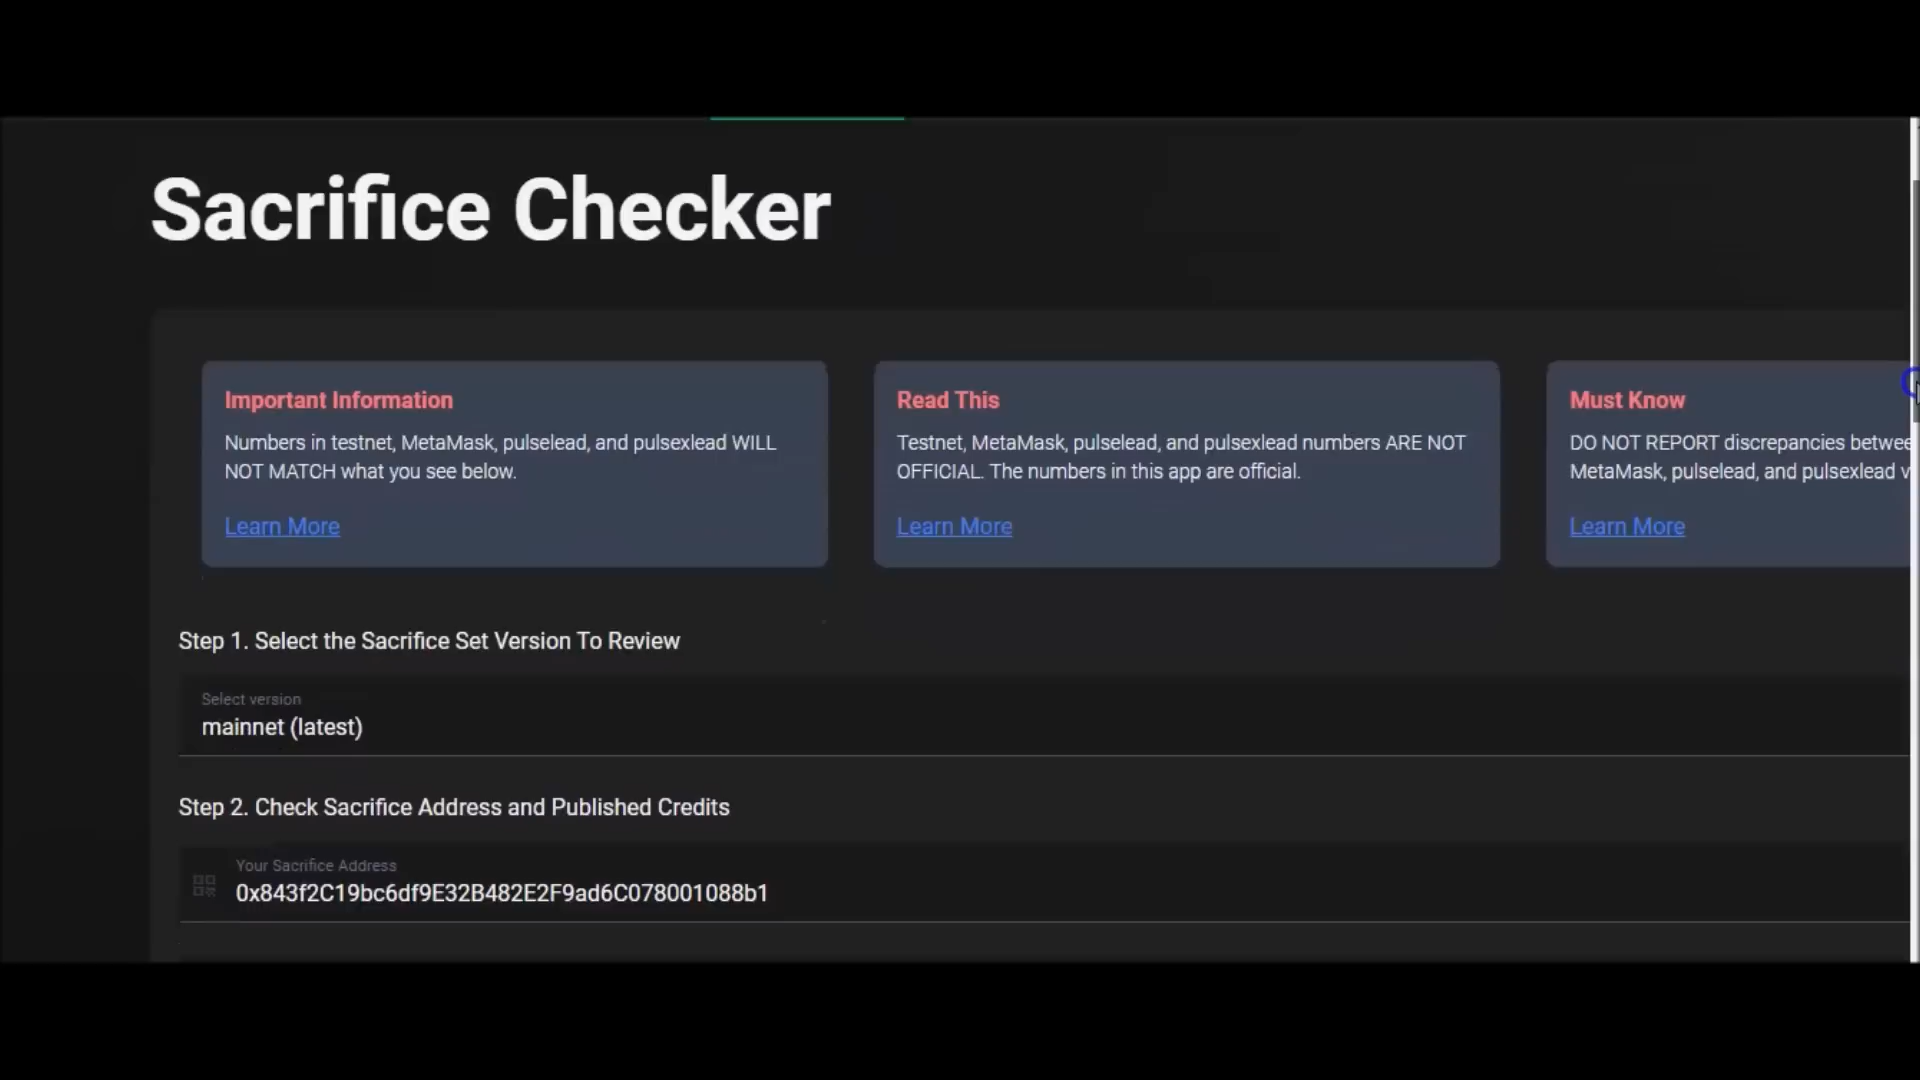 Sacrifice Checker
Important Information
Numbers in testnet, MetaMask, pulselead, and pulsexlead WILL
NOT MATCH what you see below.
Learn More
Read This
Testnet, MetaMask, pulselead, and pulsexlead numbers ARE NOT
OFFICIAL. The numbers in this app are official.
Learn More
Must Know
DO NOT REPORT discrepancies
MetaMask, pulselead, and pulsexlead
Learn More
Step 1. Select the Sacrifice Set Version To Review
Select version
mainnet (latest)
Step 2. Check Sacrifice Address and Published Credits
Your Sacrifice Address
0x843f2C19bc6df9E32B482E2F9ad6C078001088b1